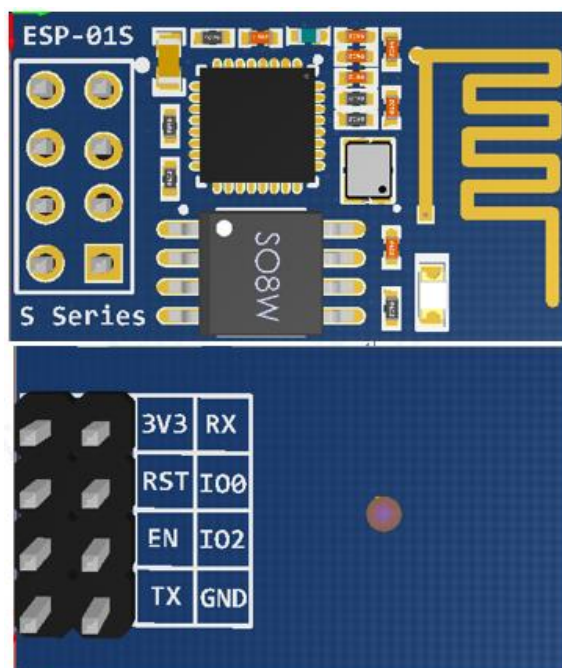 ESP-01S
SO8W
S Series
3V3 RX
RST IO0
EN IO2
TX GND